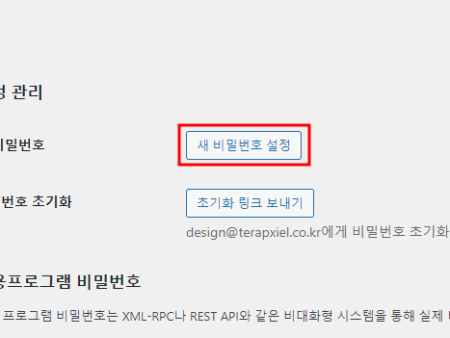 정 관리
비밀번호
새 비밀번호 설정
번호 초기화
초기화 링크 보내기
design@terapxiel.co.kr에게 비밀번호 초기화
용프로그램 비밀번호
프로그램 비밀번호는 XML-RPC나 REST API와 같은 비대화형 시스템을 통해 실제